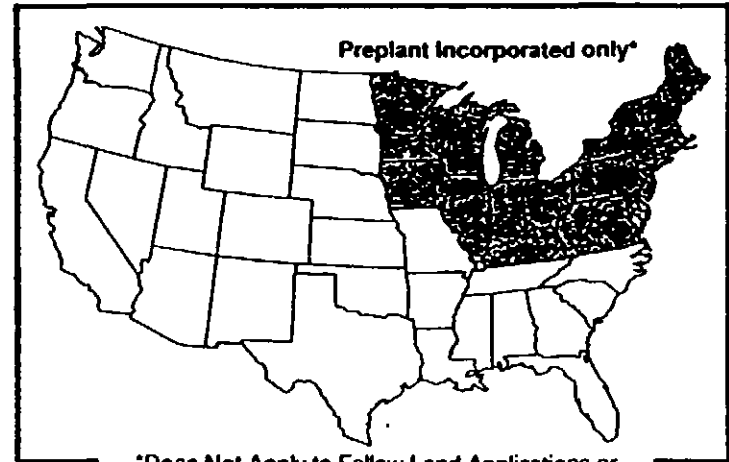 Preplant Incorporated only*
*Does Not Apply to Fallow Land Applications or